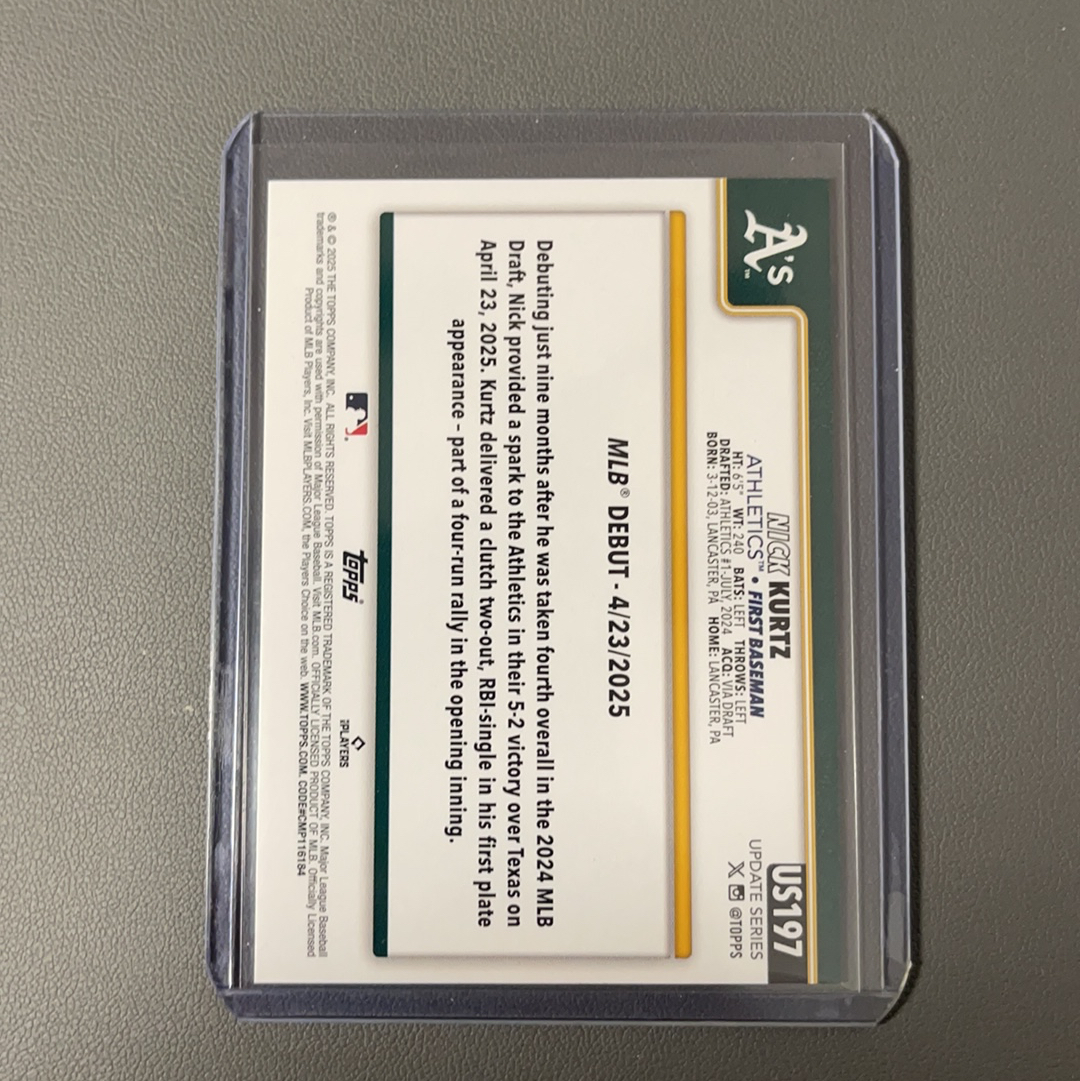 A's™
NICK KURTZ
ATHLETICS™ • FIRST BASEMAN
HT: 6'5" WT: 240 BATS: LEFT THROWS: LEFT
DRAFTED: ATHLETICS #1-JULY, 2024 ACQ: VIA DRAFT
BORN: 3-12-03, LANCASTER, PA HOME: LANCASTER, PA
US197
UPDATE SERIES
X @TOPPS
MLB® DEBUT - 4/23/2025
Debuting just nine months after he was taken fourth overall in the 2024 MLB
Draft, Nick provided a spark to the Athletics in their 5-2 victory over Texas on
April 23, 2025. Kurtz delivered a clutch two-out, RBI-single in his first plate
appearance – part of a four-run rally in the opening inning.
topps®
PLAYERS
® & © 2025 THE TOPPS COMPANY, INC. ALL RIGHTS RESERVED. TOPPS IS A REGISTERED TRADEMARK OF THE TOPPS COMPANY, INC. Major League Baseball
trademarks and copyrights are used with permission of Major League Baseball. Visit MLB.com. OFFICIALLY LICENSED PRODUCT OF MLB. Officially Licensed
Product of MLB Players, Inc. Visit MLBPLAYERS.COM, the Players Choice on the web. WWW.TOPPS.COM. CODE#CMP116184